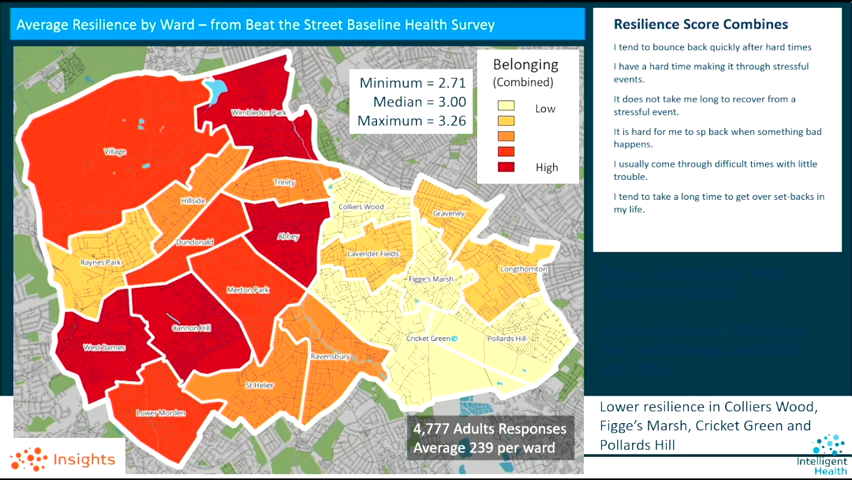 Average Resilience by Ward – from Beat the Street Baseline Health Survey
Minimum = 2.71
Median = 3.00
Maximum = 3.26
Belonging
(Combined)
Low
High
Wimbledon Park
Village
Trinity
Hillside
Colliers Wood
Graveney
Abbey
Dundonald
Raynes Park
Lavender Fields
Longthornton
Figge's Marsh
Merton Park
Cannon Hill
West Barnes
Cricket Green
Pollards Hill
Ravensbury
St Helier
Lower Morden
4,777 Adults Responses
Average 239 per ward
Insights
Resilience Score Combines
I tend to bounce back quickly after hard times
I have a hard time making it through stressful
events.
It does not take me long to recover from a
stressful event.
It is hard for me to sp back when something bad
happens.
I usually come through difficult times with little
trouble.
I tend to take a long time to get over set-backs in
my life.
Lower resilience in Colliers Wood,
Figge's Marsh, Cricket Green and
Pollards Hill
Intelligent
Health